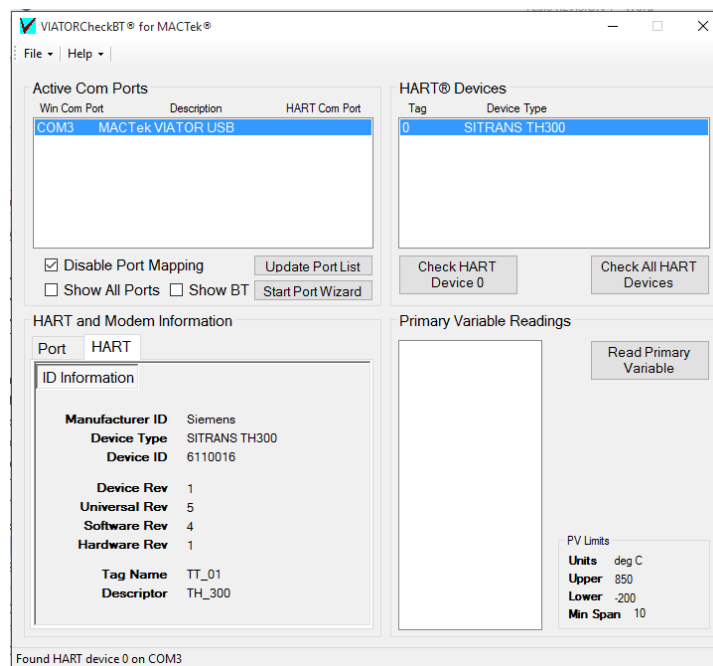 VIATORCheckBT® for MACTek®
File Help
Active Com Ports
Win Com Port Description HART Com Port
COM3 MACTek VIATOR USB
Disable Port Mapping
Update Port List
Show All Ports
Show BT
Start Port Wizard
HART® Devices
Tag Device Type
0 SITRANS TH300
Check HART
Device 0
Check All HART
Devices
HART and Modem Information
Port HART
ID Information
Manufacturer ID Siemens
Device Type SITRANS TH300
Device ID 6110016
Device Rev 1
Universal Rev 5
Software Rev 4
Hardware Rev 1
Tag Name TT_01
Descriptor TH_300
Primary Variable Readings
Read Primary
Variable
PV Limits
Units deg C
Upper 850
Lower -200
Min Span 10
Found HART device 0 on COM3